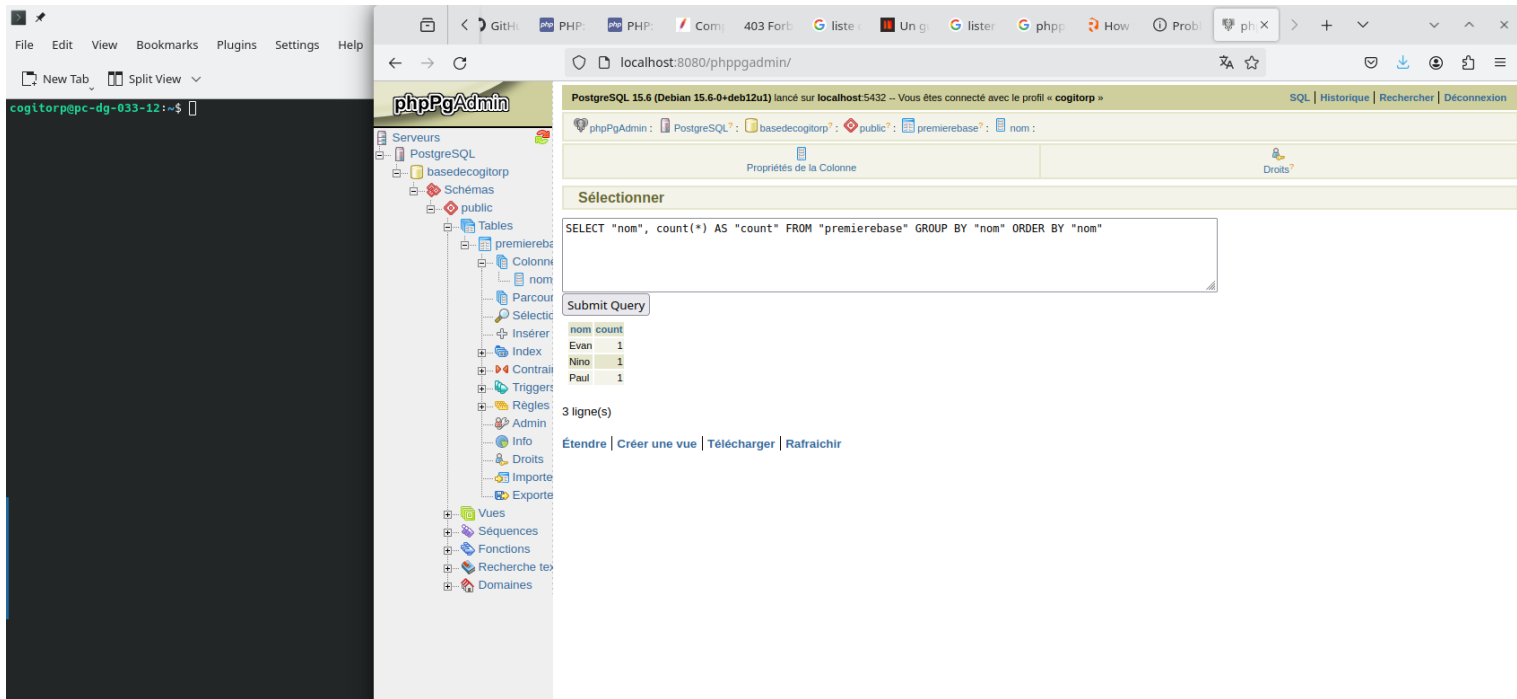 File Edit View Bookmarks Plugins Settings Help
New Tab Split View
cogitorp@pc-dg-033-12:~$
GitH PHP: PHP: Com 403 Forb liste Un g lister phpp How Prob ph
localhost:8080/phppgadmin/
phpPgAdmin
Serveurs
PostgreSQL
basedecogitorp
Schémas
public
Tables
premiereba
Colonne
nom
Parcour
Sélectio
Insérer
Index
Contrai
Triggers
Règles
Admin
Info
Droits
Importe
Exporte
Vues
Séquences
Fonctions
Recherche tex
Domaines
PostgreSQL 15.6 (Debian 15.6-0+deb12u1) lancé sur localhost:5432 -- Vous êtes connecté avec le profil « cogitorp »
SQL | Historique | Rechercher | Déconnexion
phpPgAdmin : PostgreSQL? : basedecogitorp? : public? : premierebase? : nom :
Propriétés de la Colonne
Droits?
Sélectionner
SELECT "nom", count(*) AS "count" FROM "premierebase" GROUP BY "nom" ORDER BY "nom"
Submit Query
nom count
Evan 1
Nino 1
Paul 1
3 ligne(s)
Étendre | Créer une vue | Télécharger | Rafraichir